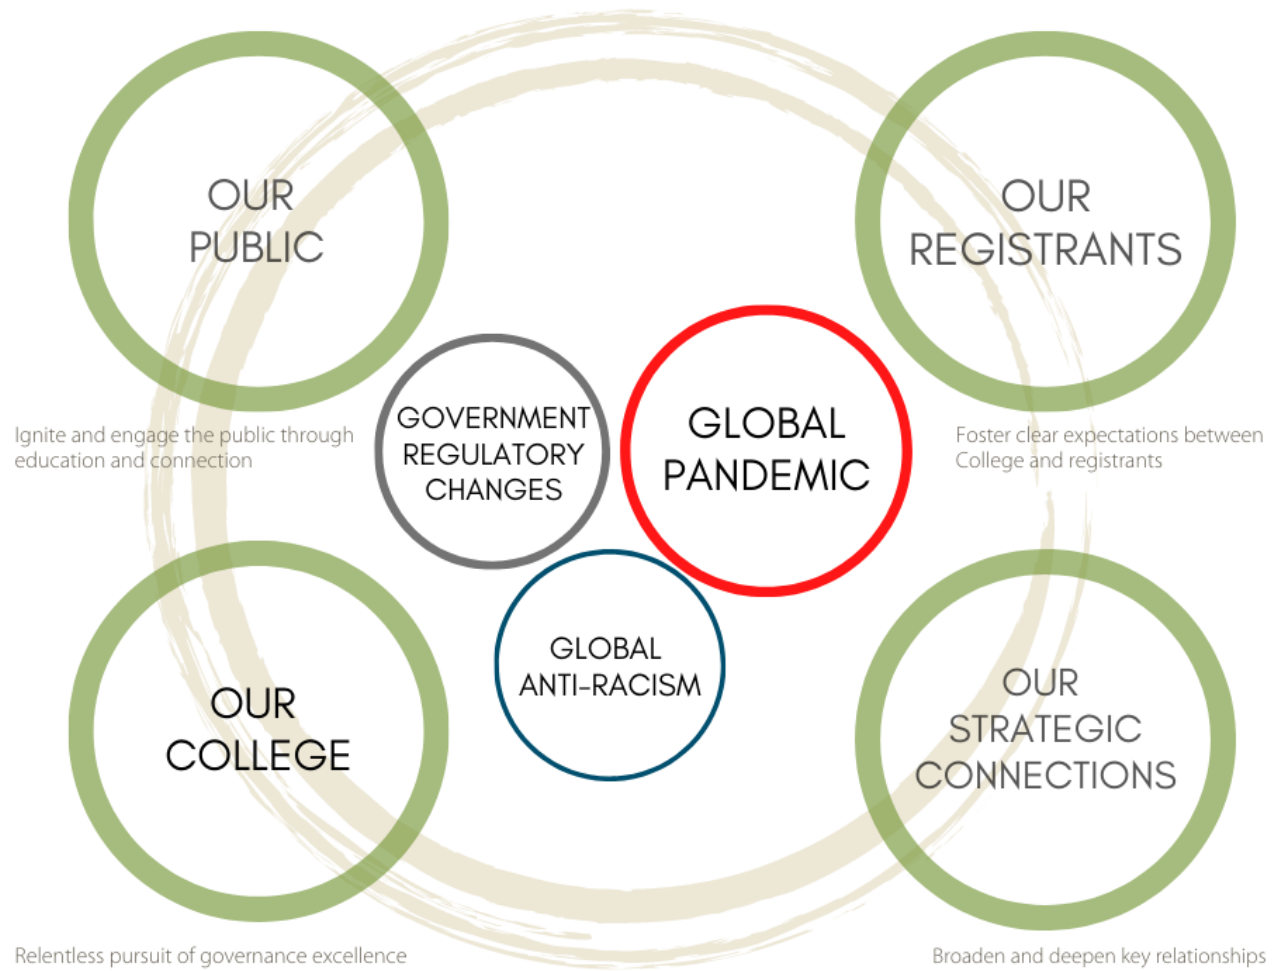 OUR
PUBLIC
OUR
REGISTRANTS
GOVERNMENT
REGULATORY
CHANGES
GLOBAL
PANDEMIC
Ignite and engage the public through
education and connection
Foster clear expectations between
College and registrants
GLOBAL
ANTI-RACISM
OUR
COLLEGE
OUR
STRATEGIC
CONNECTIONS
Relentless pursuit of governance excellence
Broaden and deepen key relationships